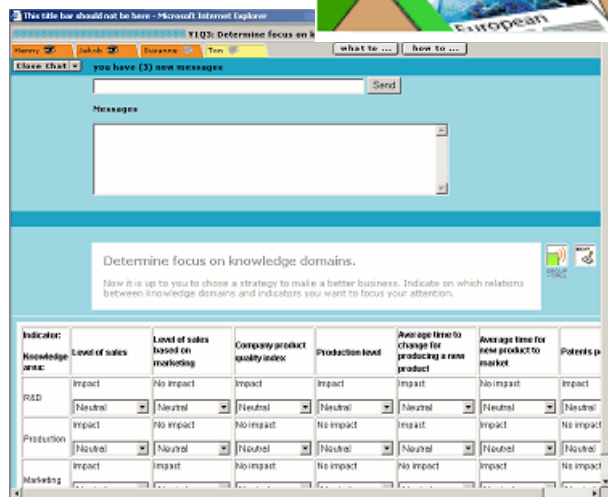 This title bar should not be here - Microsoft Internet Explorer
European
Y1Q3: Determine focus on k
Henny
Jakob
Susanne
Ton
what to ...
how to ...
Close Chat
you have (3) new messages
Send
Messages
Determine focus on knowledge domains.
Now it is up to you to chose a strategy to make a better business. Indicate on which relations
between knowledge domains and indicators you want to focus your attention.
GROUP
Indicator:
Knowledge area:
Level of sales
Level of sales based on marketing
Company product quality index
Production level
Average time to change for producing a new product
Average time for new product to market
Patents p
R&D
Impact No impact Impact Impact Impact No impact Impact
Neutral Neutral Neutral Neutral Neutral Neutral Neutral
Production
Impact No impact No impact Impact Impact Impact No impact
Neutral Neutral Neutral Neutral Neutral Neutral Neutral
Marketing
Impact Impact No impact No impact No impact Impact No impact